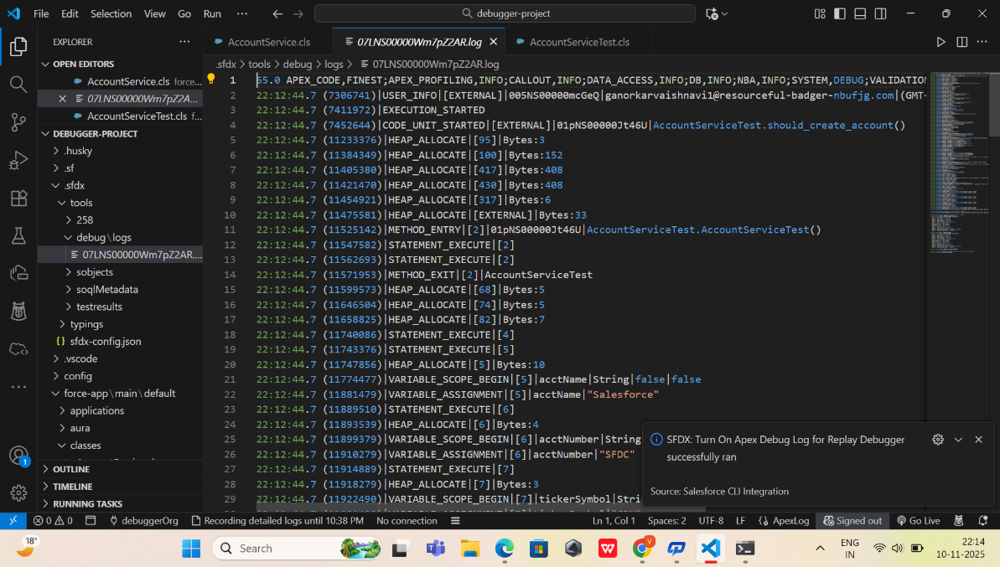 File Edit Selection View Go Run ··· debugger-project
EXPLORER ···
OPEN EDITORS
AccountService.cls force...
07LNS00000Wm7pZ2A...
AccountServiceTest.cls f...
DEBUGGER-PROJECT
.husky
.sf
.sfdx
tools
258
debug\logs
07LNS00000Wm7pZ2AR....
sobjects
soqlMetadata
testresults
typings
{} sfdx-config.json
.vscode
config
force-app\main\default
applications
aura
classes
OUTLINE
TIMELINE
RUNNING TASKS
1
AccountService.cls 07LNS00000Wm7pZ2AR.log AccountServiceTest.cls ···
.sfdx > tools > debug > logs > 07LNS00000Wm7pZ2AR.log
1 65.0 APEX_CODE,FINEST;APEX_PROFILING,INFO;CALLOUT,INFO;DATA_ACCESS,INFO;DB,INFO;NBA,INFO;SYSTEM,DEBUG;VALIDATION
2 22:12:44.7 (7306741)|USER_INFO|[EXTERNAL]|005NS00000mcGeQ|ganorkarvaishnavi1@resourceful-badger-nbufjg.com|(GMT-
3 22:12:44.7 (7411972)|EXECUTION_STARTED
4 22:12:44.7 (7452644)|CODE_UNIT_STARTED|[EXTERNAL]|01pNS00000Jt46U|AccountServiceTest.should_create_account()
5 22:12:44.7 (11233376)|HEAP_ALLOCATE|[95]|Bytes:3
6 22:12:44.7 (11384349)|HEAP_ALLOCATE|[100]|Bytes:152
7 22:12:44.7 (11405380)|HEAP_ALLOCATE|[417]|Bytes:408
8 22:12:44.7 (11421470)|HEAP_ALLOCATE|[430]|Bytes:408
9 22:12:44.7 (11454921)|HEAP_ALLOCATE|[317]|Bytes:6
10 22:12:44.7 (11475581)|HEAP_ALLOCATE|[EXTERNAL]|Bytes:33
11 22:12:44.7 (11525142)|METHOD_ENTRY|[2]|01pNS00000Jt46U|AccountServiceTest.AccountServiceTest()
12 22:12:44.7 (11547582)|STATEMENT_EXECUTE|[2]
13 22:12:44.7 (11562693)|STATEMENT_EXECUTE|[2]
14 22:12:44.7 (11571953)|METHOD_EXIT|[2]|AccountServiceTest
15 22:12:44.7 (11599573)|HEAP_ALLOCATE|[68]|Bytes:5
16 22:12:44.7 (11646504)|HEAP_ALLOCATE|[74]|Bytes:5
17 22:12:44.7 (11658825)|HEAP_ALLOCATE|[82]|Bytes:7
18 22:12:44.7 (11740086)|STATEMENT_EXECUTE|[4]
19 22:12:44.7 (11743376)|STATEMENT_EXECUTE|[5]
20 22:12:44.7 (11747856)|HEAP_ALLOCATE|[5]|Bytes:10
21 22:12:44.7 (11774477)|VARIABLE_SCOPE_BEGIN|[5]|acctName|String|false|false
22 22:12:44.7 (11881479)|VARIABLE_ASSIGNMENT|[5]|acctName|"Salesforce"
23 22:12:44.7 (11889510)|STATEMENT_EXECUTE|[6]
24 22:12:44.7 (11893539)|HEAP_ALLOCATE|[6]|Bytes:4
25 22:12:44.7 (11899379)|VARIABLE_SCOPE_BEGIN|[6]|acctNumber|String
26 22:12:44.7 (11910279)|VARIABLE_ASSIGNMENT|[6]|acctNumber|"SFDC"
27 22:12:44.7 (11914889)|STATEMENT_EXECUTE|[7]
28 22:12:44.7 (11918279)|HEAP_ALLOCATE|[7]|Bytes:3
29 22:12:44.7 (11922490)|VARIABLE_SCOPE_BEGIN|[7]|tickerSymbol|Stri
SFDX: Turn On Apex Debug Log for Replay Debugger
successfully ran
Source: Salesforce CLI Integration
0 0 debuggerOrg Recording detailed logs until 10:38 PM No connection Ln 1, Col 1 Spaces: 2 UTF-8 LF ApexLog Signed out Go Live
18°
Search
V
ENG
IN
22:14
10-11-2025